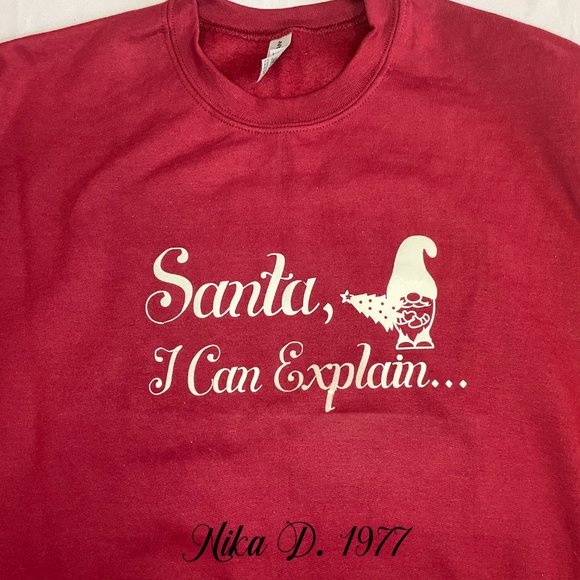 Santa,
I Can Explain...
Nika D. 1977